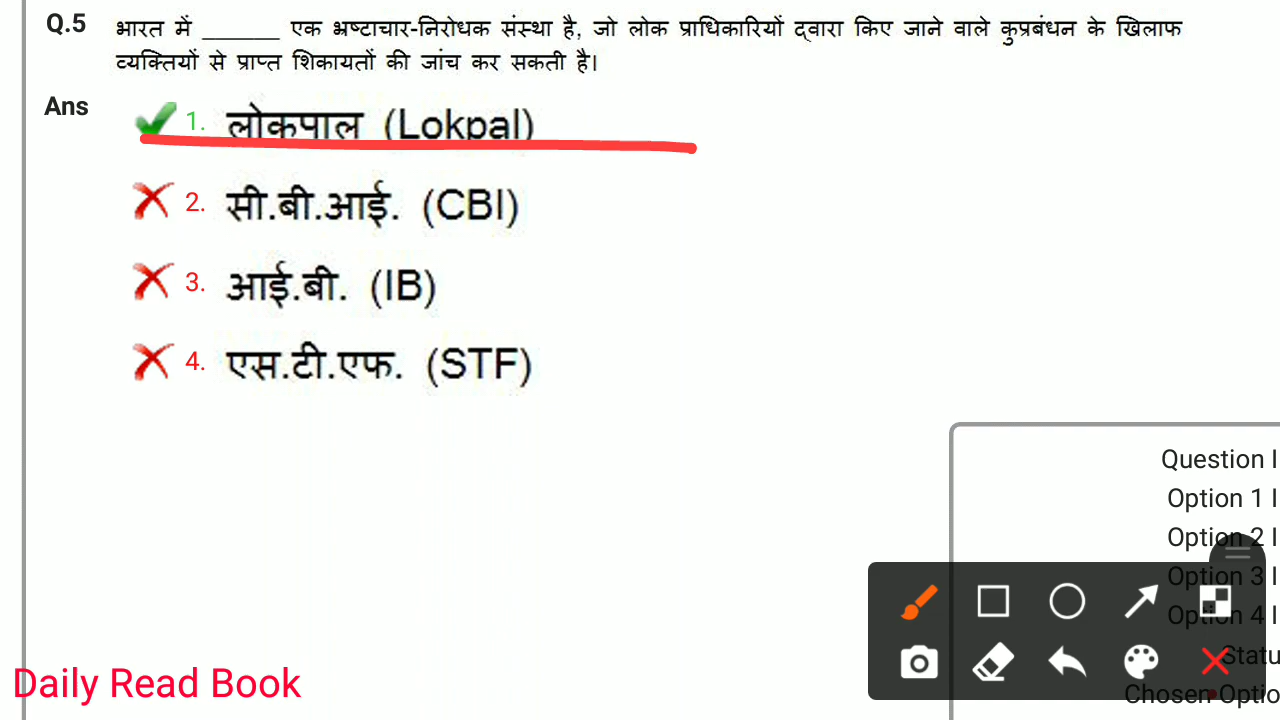 Q.5 भारत में ______ एक भ्रष्टाचार-निरोधक संस्था है, जो लोक प्राधिकारियों द्वारा किए जाने वाले कुप्रबंधन के खिलाफ
व्यक्तियों से प्राप्त शिकायतों की जांच कर सकती है।
Ans 1. लोकपाल (Lokpal)
2. सी.बी.आई. (CBI)
3. आई.बी. (IB)
4. एस.टी.एफ. (STF)
Question I
Option 1 I
Option 2 I
Option 3 I
Option 4 I
Statu
Chosen Optio
Daily Read Book